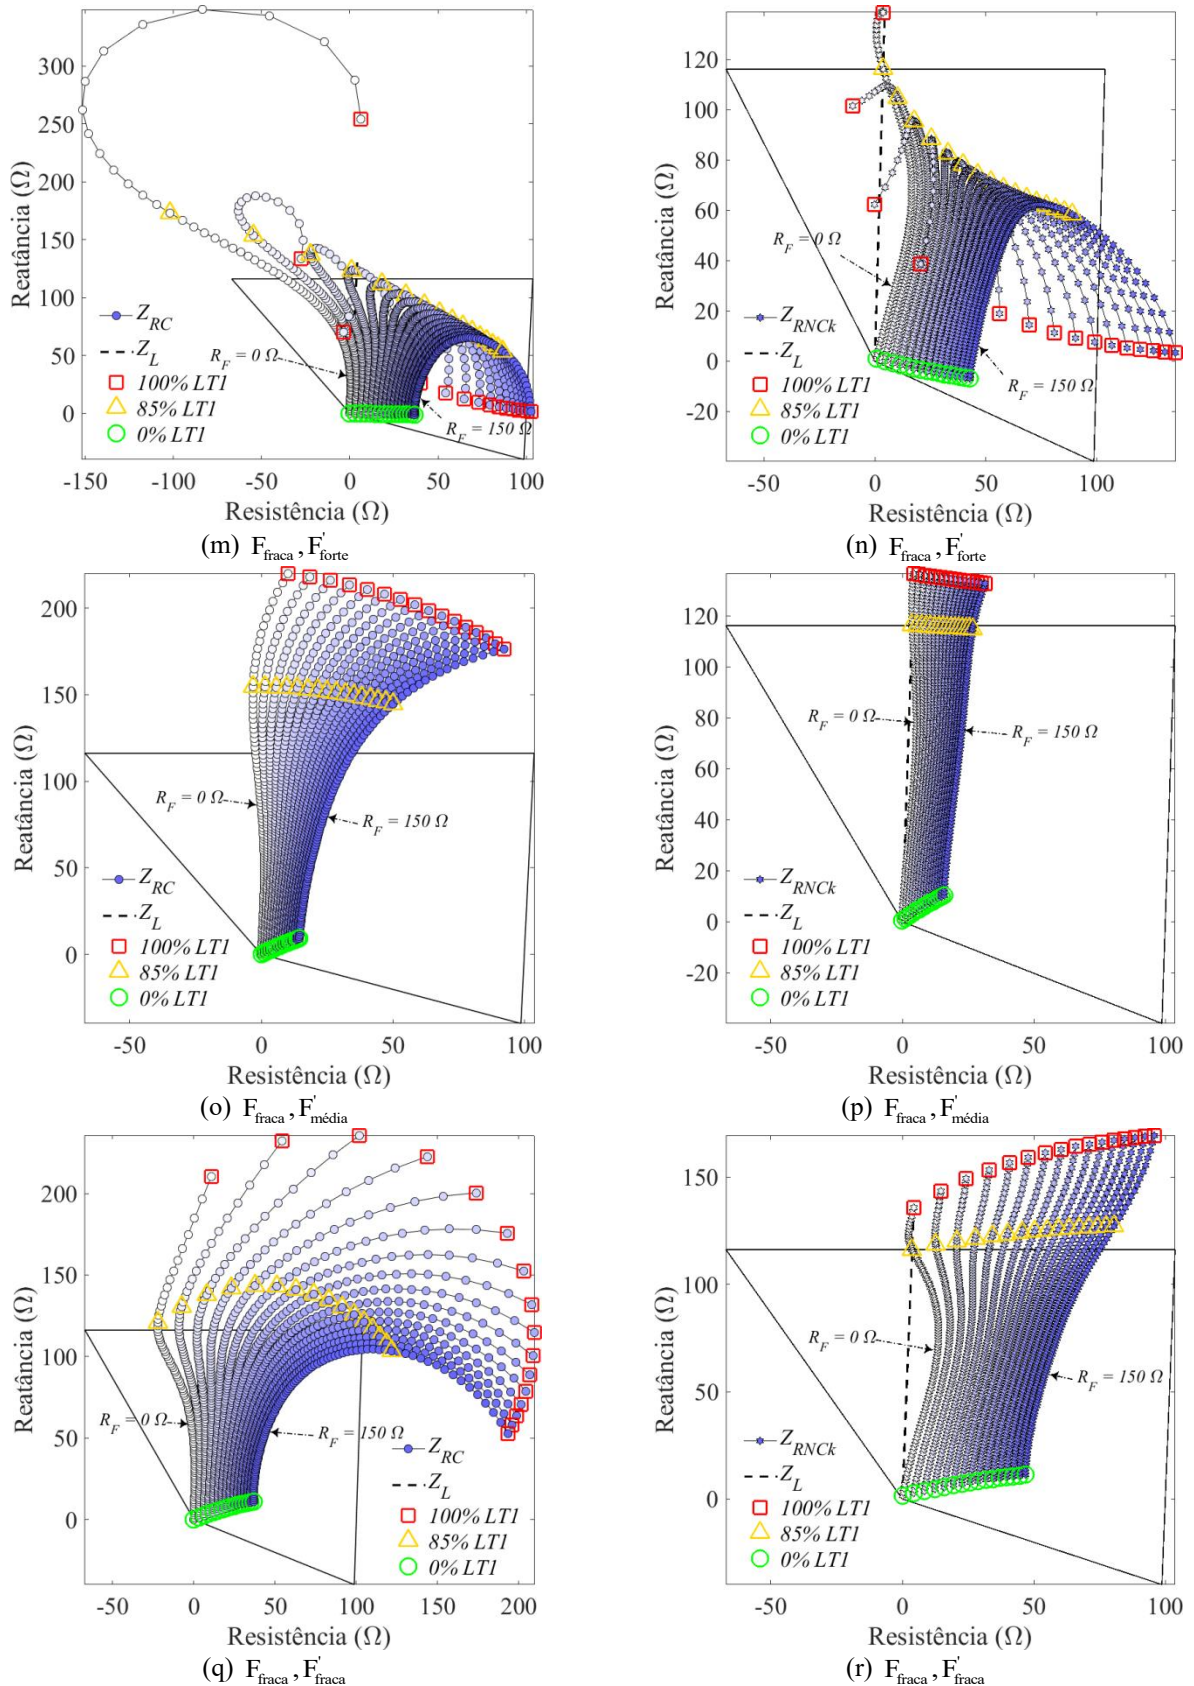 350
300
250
200
150
100
50
0
Reatância (Ω)
R_F = 0 Ω
R_F = 150 Ω
Z_RC
Z_L
100% LT1
85% LT1
0% LT1
-150 -100 -50 0 50 100
Resistência (Ω)
(m) F_fraca, F'_forte
120
100
80
60
40
20
0
-20
Reatância (Ω)
R_F = 0 Ω
R_F = 150 Ω
Z_RNCk
Z_L
100% LT1
85% LT1
0% LT1
-50 0 50 100
Resistência (Ω)
(n) F_fraca, F'_forte
200
150
100
50
0
Reatância (Ω)
R_F = 0 Ω
R_F = 150 Ω
Z_RC
Z_L
100% LT1
85% LT1
0% LT1
-50 0 50 100
Resistência (Ω)
(o) F_fraca, F'_média
120
100
80
60
40
20
0
-20
Reatância (Ω)
R_F = 0 Ω
R_F = 150 Ω
Z_RNCk
Z_L
100% LT1
85% LT1
0% LT1
-50 0 50 100
Resistência (Ω)
(p) F_fraca, F'_média
200
150
100
50
0
Reatância (Ω)
R_F = 0 Ω
R_F = 150 Ω
Z_RC
Z_L
100% LT1
85% LT1
0% LT1
-50 0 50 100 150 200
Resistência (Ω)
(q) F_fraca, F'_fraca
150
100
50
0
Reatância (Ω)
R_F = 0 Ω
R_F = 150 Ω
Z_RNCk
Z_L
100% LT1
85% LT1
0% LT1
-50 0 50 100
Resistência (Ω)
(r) F_fraca, F'_fraca